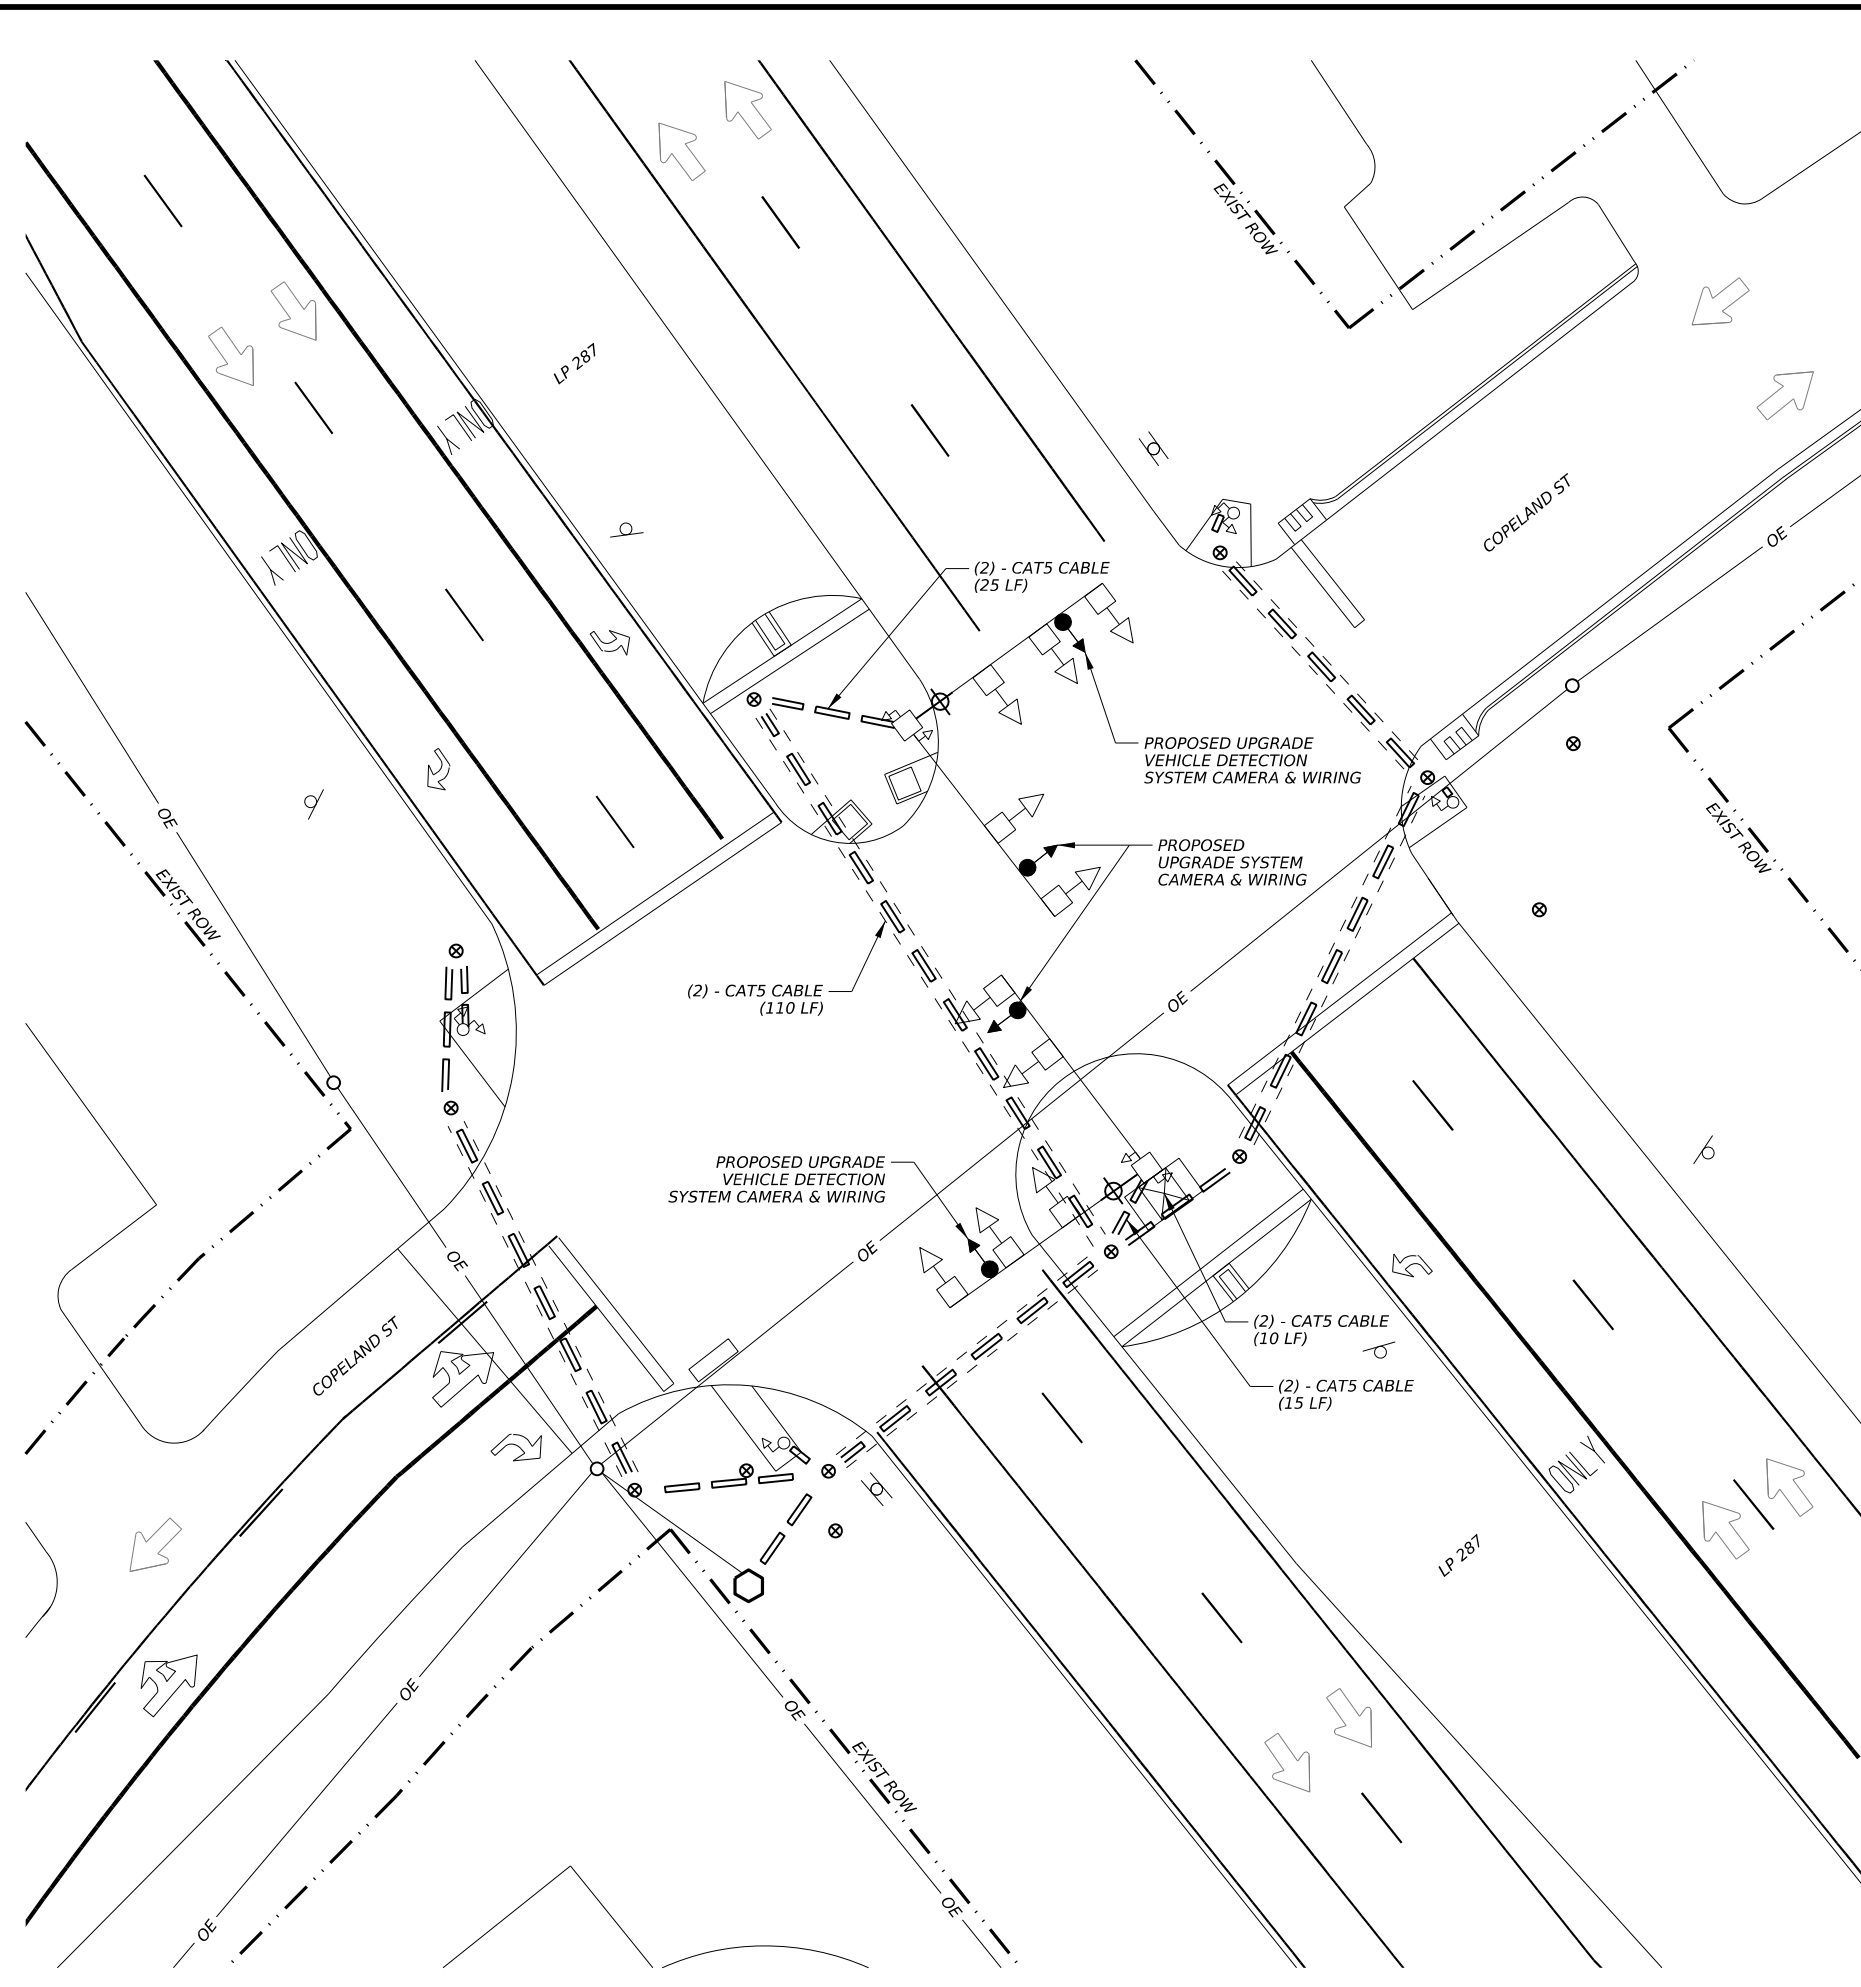 EXIST ROW
LP 287
ONLY
ONLY
COPELAND ST
OE
(2) - CAT5 CABLE
(25 LF)
PROPOSED UPGRADE
VEHICLE DETECTION
SYSTEM CAMERA & WIRING
OE
EXIST ROW
EXIST ROW
PROPOSED
UPGRADE SYSTEM
CAMERA & WIRING
(2) - CAT5 CABLE
(110 LF)
OE
PROPOSED UPGRADE
VEHICLE DETECTION
SYSTEM CAMERA & WIRING
OE
OE
COPELAND ST
(2) - CAT5 CABLE
(10 LF)
(2) - CAT5 CABLE
(15 LF)
ONLY
LP 287
OE
OE
EXIST ROW
OE
OE